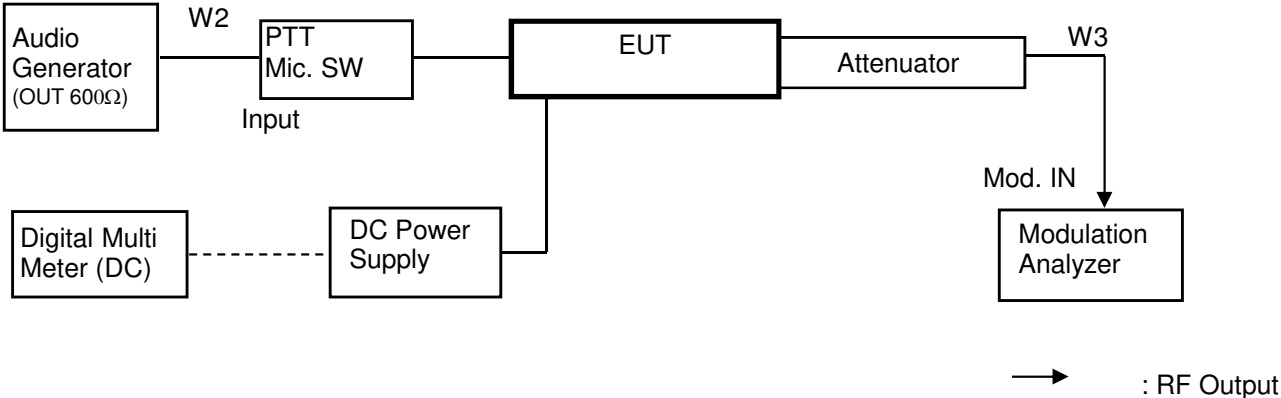 W2
Audio
Generator
(OUT 600Ω)
PTT
Mic. SW
Input
EUT
Attenuator
W3
Mod. IN
Digital Multi
Meter (DC)
DC Power
Supply
Modulation
Analyzer
: RF Output